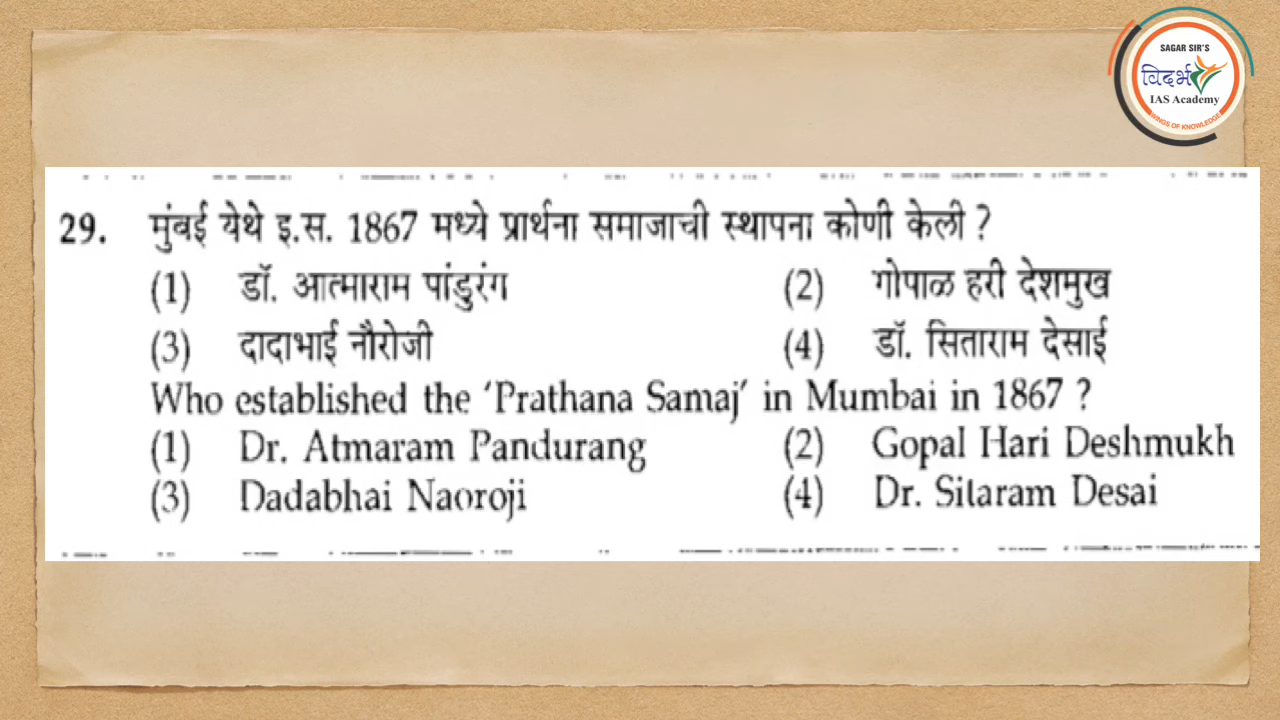 SAGAR SIR'S
विदर्भ
IAS Academy
WINGS OF KNOWLEDGE
29. मुंबई येथे इ.स. 1867 मध्ये प्रार्थना समाजाची स्थापना कोणी केली ?
(1) डॉ. आत्माराम पांडुरंग (2) गोपाळ हरी देशमुख
(3) दादाभाई नौरोजी (4) डॉ. सिताराम देसाई
Who established the ‘Prathana Samaj’ in Mumbai in 1867 ?
(1) Dr. Atmaram Pandurang (2) Gopal Hari Deshmukh
(3) Dadabhai Naoroji (4) Dr. Sitaram Desai